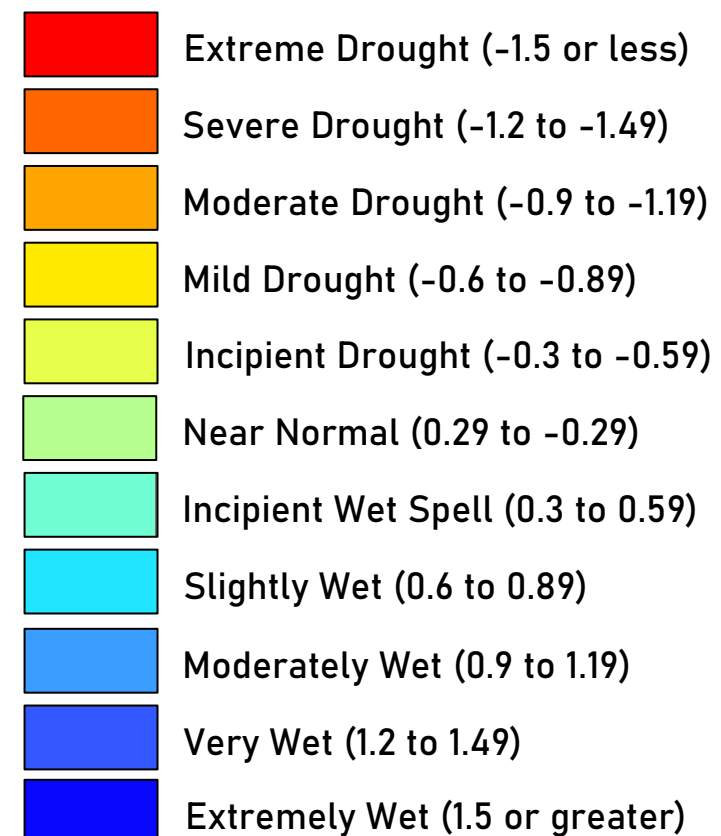 Extreme Drought (-1.5 or less)
Severe Drought (-1.2 to -1.49)
Moderate Drought (-0.9 to -1.19)
Mild Drought (-0.6 to -0.89)
Incipient Drought (-0.3 to -0.59)
Near Normal (0.29 to -0.29)
Incipient Wet Spell (0.3 to 0.59)
Slightly Wet (0.6 to 0.89)
Moderately Wet (0.9 to 1.19)
Very Wet (1.2 to 1.49)
Extremely Wet (1.5 or greater)